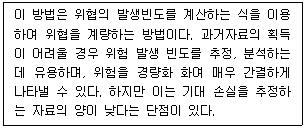 이 방법은 위협의 발생빈도를 계산하는 식을 이용
하여 위협을 계량하는 방법이다. 과거자료의 획득
이 어려울 경우 위험 발생 빈도를 추정, 분석하는
데 유용하며, 위험을 경량화 화여 매우 간결하게
나타낼 수 있다. 하지만 이는 기대 손실을 추정하
는 자료의 양이 낮다는 단점이 있다.